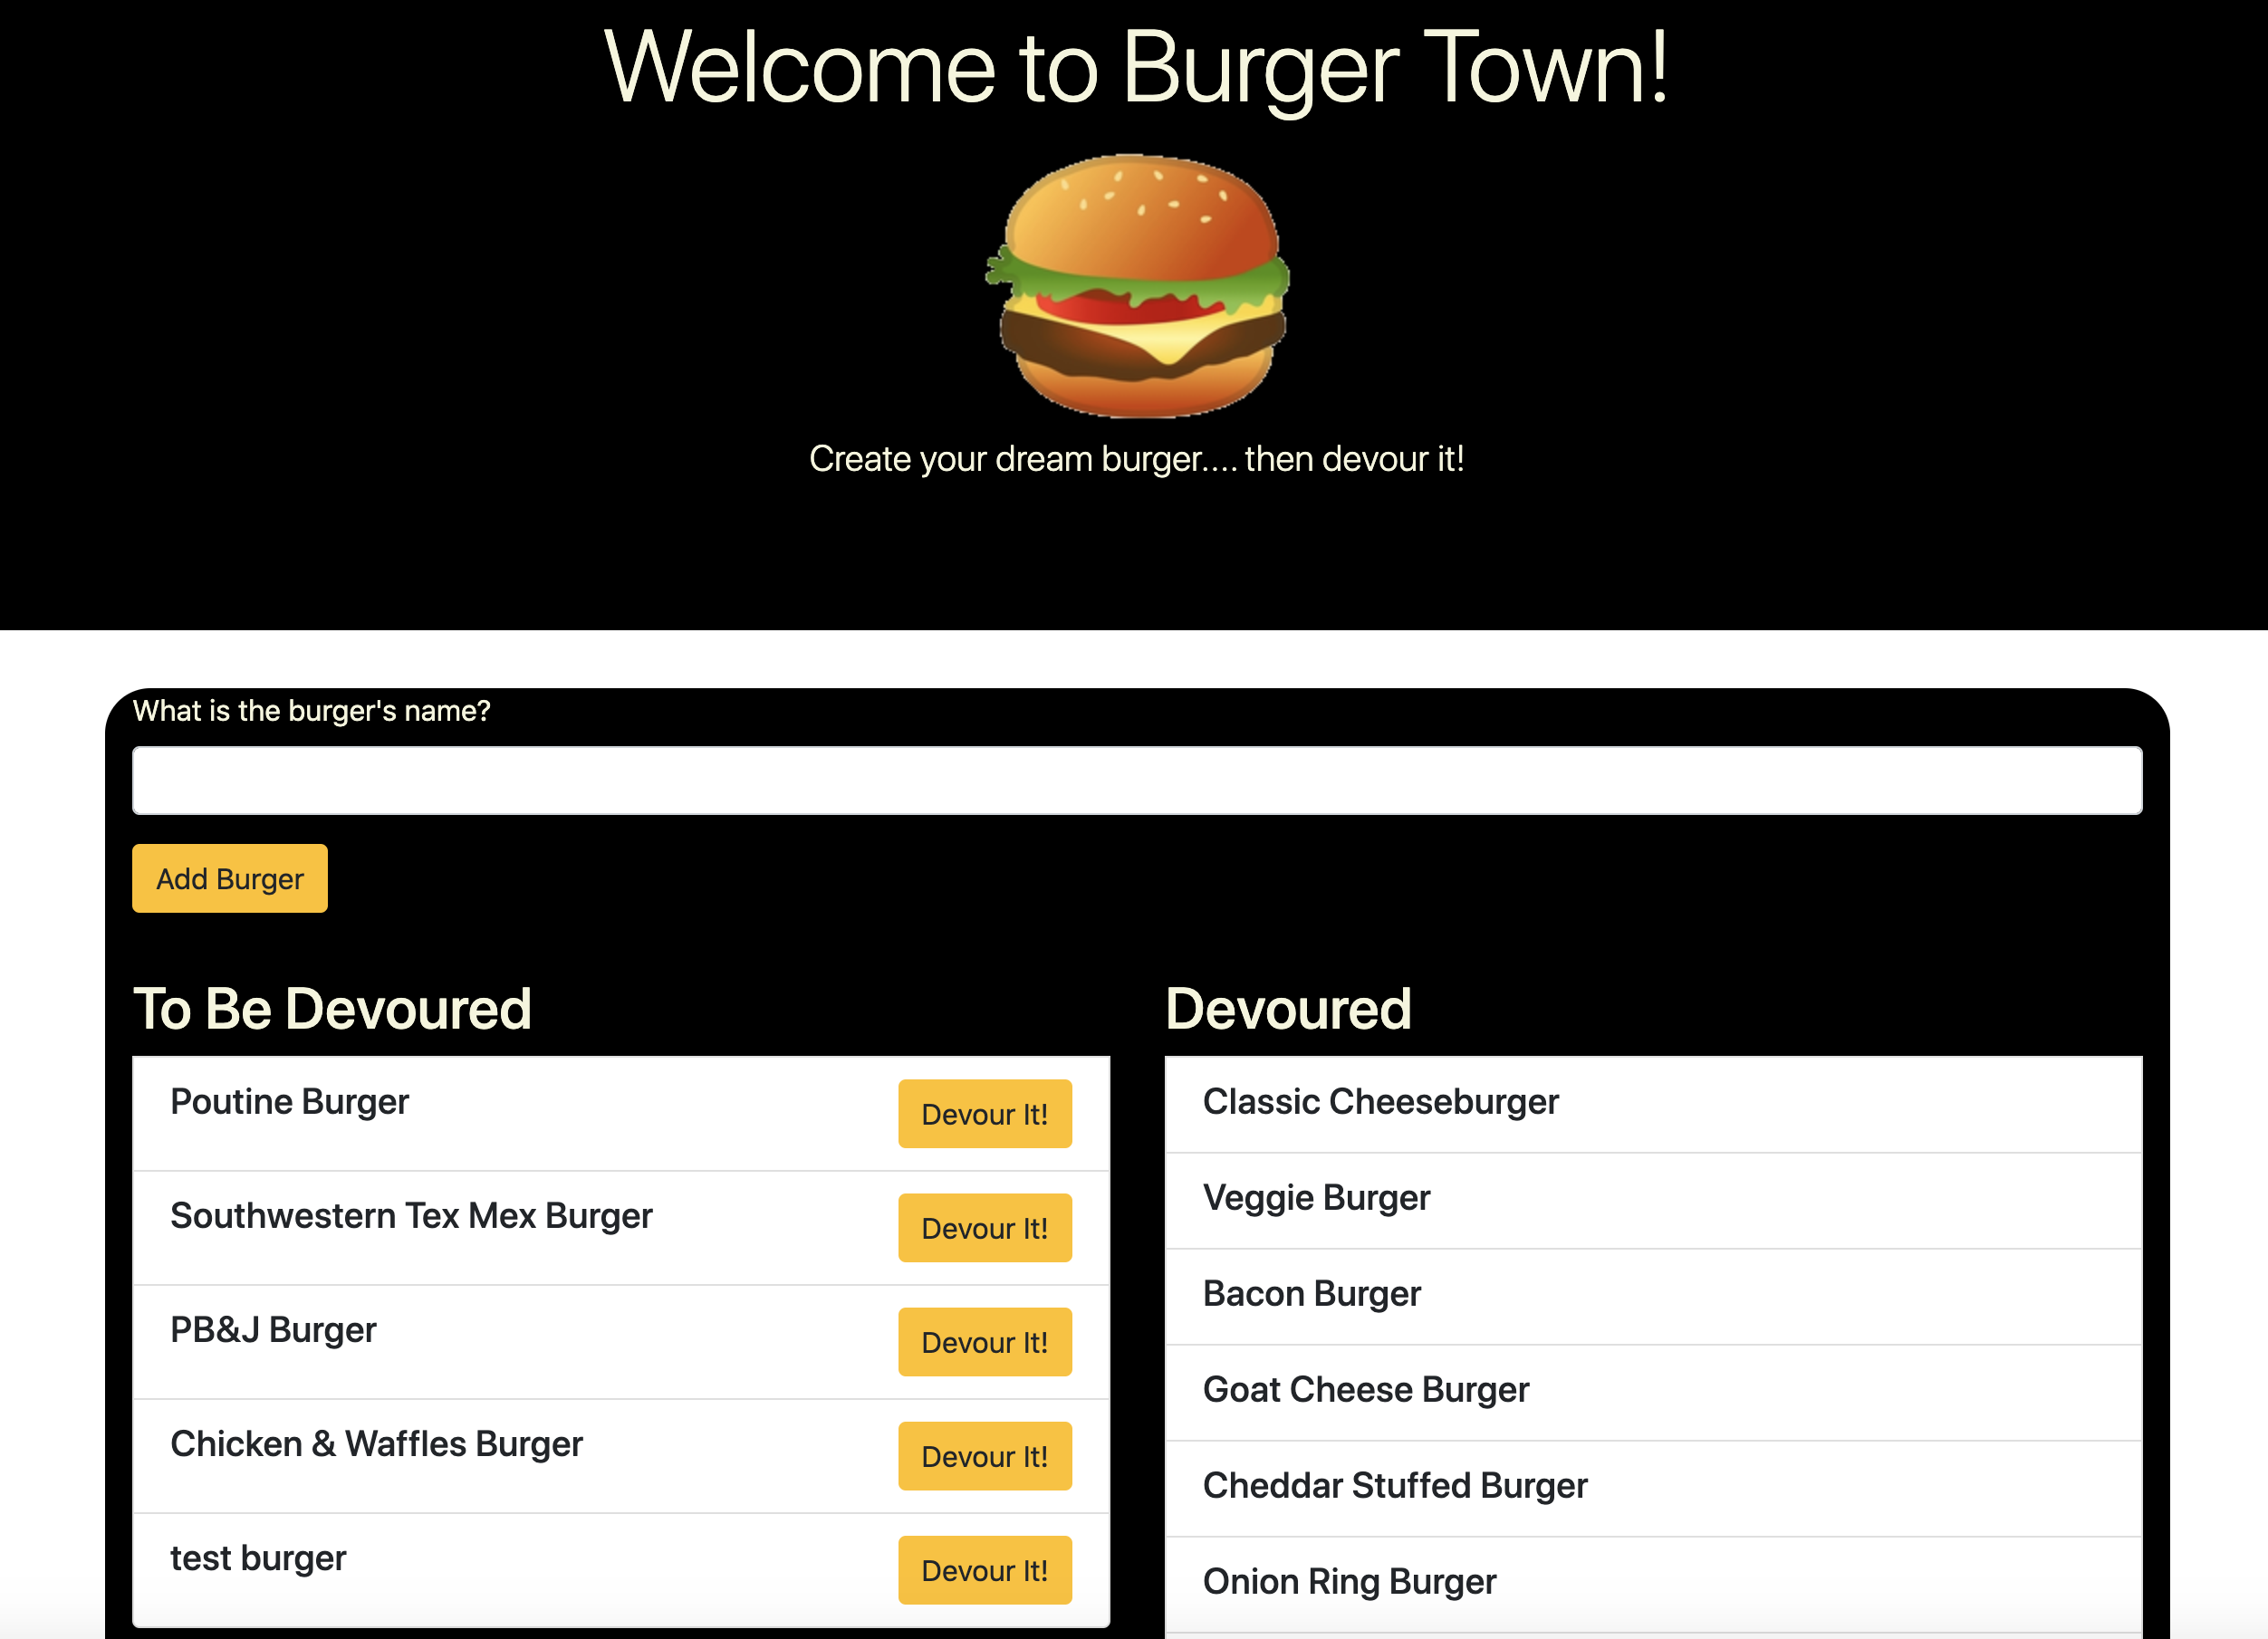 Welcome to Burger Town!
Create your dream burger.... then devour it!
What is the burger's name?
Add Burger
To Be Devoured
Poutine Burger
Devour It!
Southwestern Tex Mex Burger
Devour It!
PB&J Burger
Devour It!
Chicken & Waffles Burger
Devour It!
test burger
Devour It!
Devoured
Classic Cheeseburger
Veggie Burger
Bacon Burger
Goat Cheese Burger
Cheddar Stuffed Burger
Onion Ring Burger